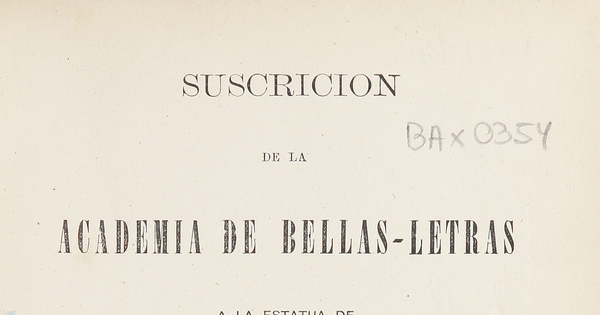 SUSCRICION
BAx 0354
DE LA
ACADEMIA DE BELLAS-LETRAS
A LA ESTATUA DE